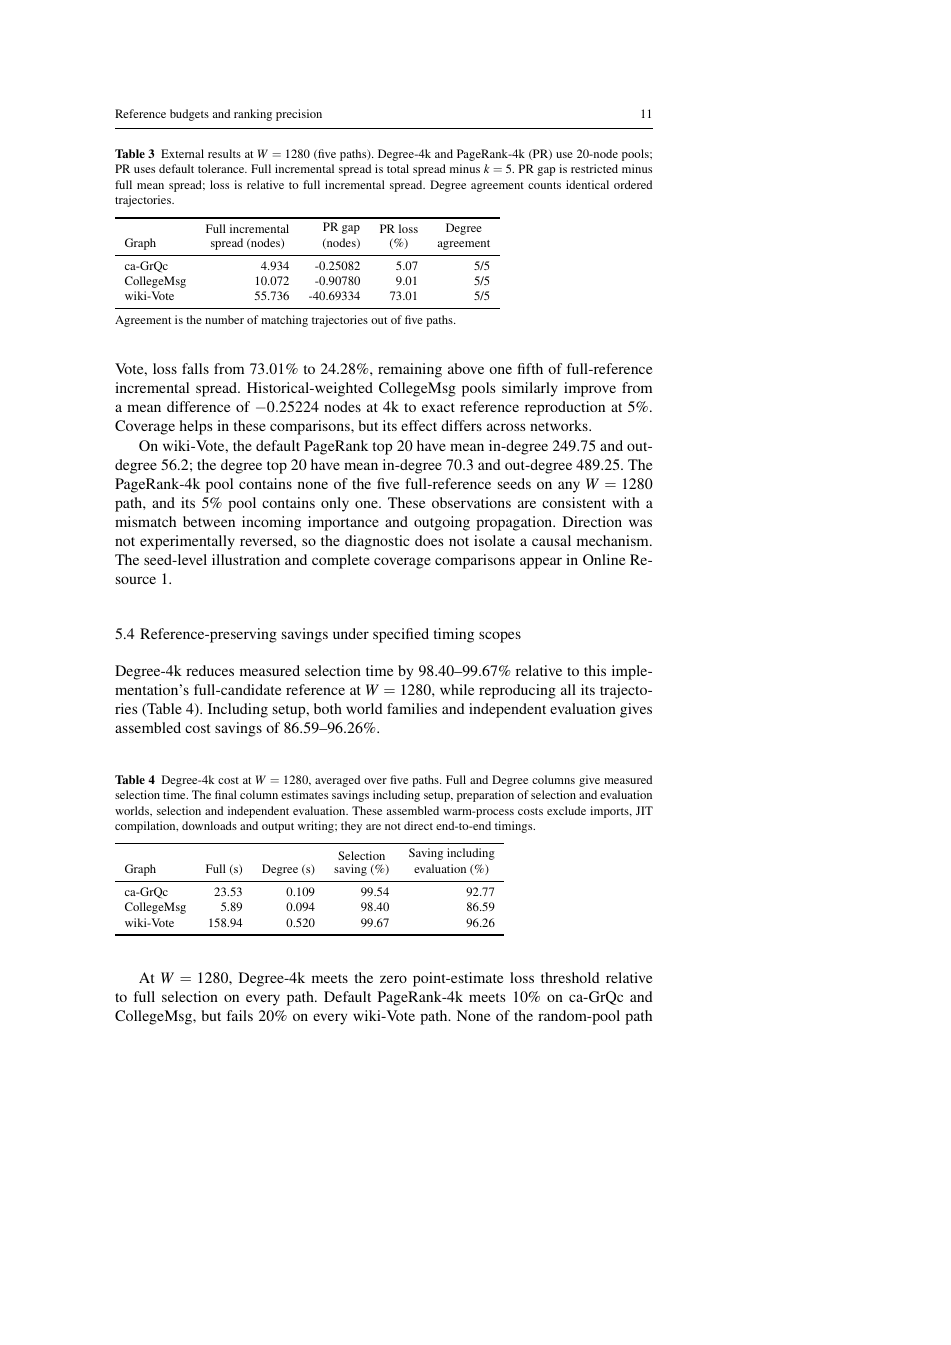 Reference budgets and ranking precision 11
Table 3 External results at W = 1280 (five paths). Degree-4k and PageRank-4k (PR) use 20-node pools;
PR uses default tolerance. Full incremental spread is total spread minus k = 5. PR gap is restricted minus
full mean spread; loss is relative to full incremental spread. Degree agreement counts identical ordered
trajectories.
Full incremental PR gap PR loss Degree
Graph spread (nodes) (nodes) (%) agreement
ca-GrQc 4.934 -0.25082 5.07 5/5
CollegeMsg 10.072 -0.90780 9.01 5/5
wiki-Vote 55.736 -40.69334 73.01 5/5
Agreement is the number of matching trajectories out of five paths.
Vote, loss falls from 73.01% to 24.28%, remaining above one fifth of full-reference
incremental spread. Historical-weighted CollegeMsg pools similarly improve from
a mean difference of −0.25224 nodes at 4k to exact reference reproduction at 5%.
Coverage helps in these comparisons, but its effect differs across networks.
On wiki-Vote, the default PageRank top 20 have mean in-degree 249.75 and out-
degree 56.2; the degree top 20 have mean in-degree 70.3 and out-degree 489.25. The
PageRank-4k pool contains none of the five full-reference seeds on any W = 1280
path, and its 5% pool contains only one. These observations are consistent with a
mismatch between incoming importance and outgoing propagation. Direction was
not experimentally reversed, so the diagnostic does not isolate a causal mechanism.
The seed-level illustration and complete coverage comparisons appear in Online Re-
source 1.
5.4 Reference-preserving savings under specified timing scopes
Degree-4k reduces measured selection time by 98.40–99.67% relative to this imple-
mentation's full-candidate reference at W = 1280, while reproducing all its trajecto-
ries (Table 4). Including setup, both world families and independent evaluation gives
assembled cost savings of 86.59–96.26%.
Table 4 Degree-4k cost at W = 1280, averaged over five paths. Full and Degree columns give measured
selection time. The final column estimates savings including setup, preparation of selection and evaluation
worlds, selection and independent evaluation. These assembled warm-process costs exclude imports, JIT
compilation, downloads and output writing; they are not direct end-to-end timings.
Selection Saving including
Graph Full (s) Degree (s) saving (%) evaluation (%)
ca-GrQc 23.53 0.109 99.54 92.77
CollegeMsg 5.89 0.094 98.40 86.59
wiki-Vote 158.94 0.520 99.67 96.26
At W = 1280, Degree-4k meets the zero point-estimate loss threshold relative
to full selection on every path. Default PageRank-4k meets 10% on ca-GrQc and
CollegeMsg, but fails 20% on every wiki-Vote path. None of the random-pool path